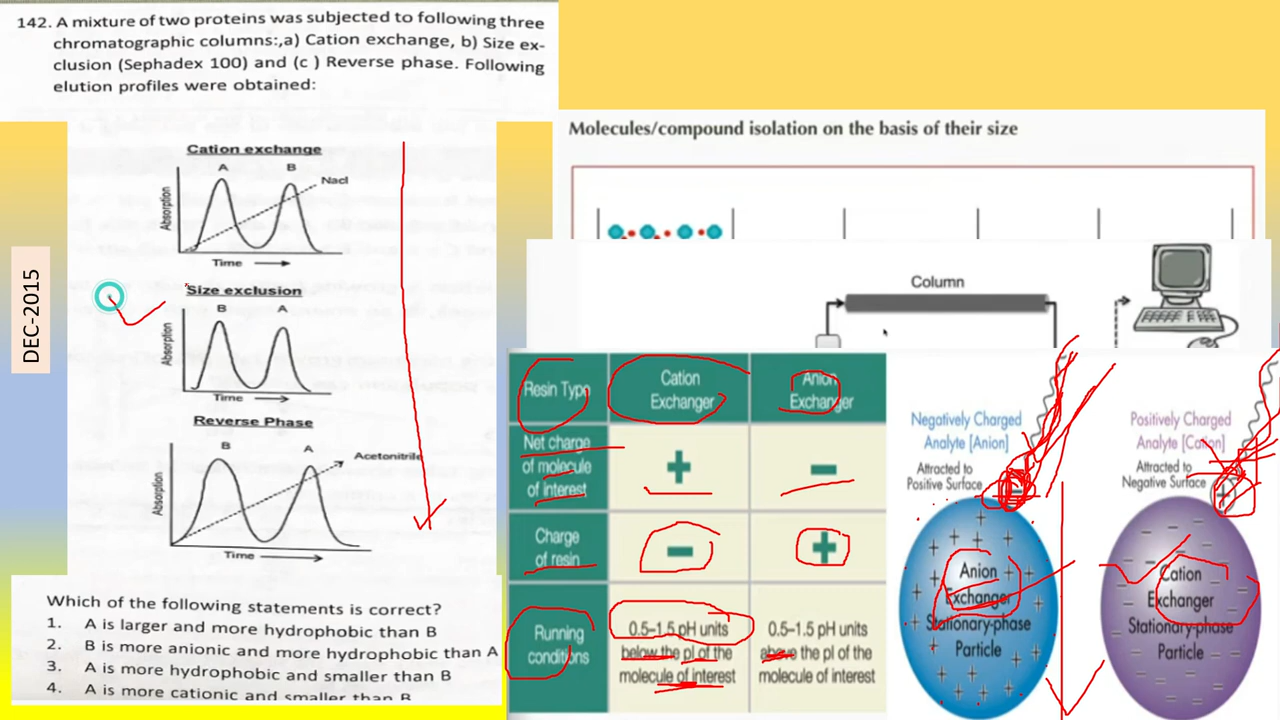 142. A mixture of two proteins was subjected to following three
chromatographic columns:,a) Cation exchange, b) Size ex-
clusion (Sephadex 100) and (c ) Reverse phase. Following
elution profiles were obtained:
DEC-2015
Cation exchange
A
B
Nacl
Absorption
Time
Size exclusion
B
A
Absorption
Time
Reverse Phase
B
A
Acetonitrile
Absorption
Time
Which of the following statements is correct?
1. A is larger and more hydrophobic than B
2. B is more anionic and more hydrophobic than A
3. A is more hydrophobic and smaller than B
4. A is more cationic and smaller than B
Molecules/compound isolation on the basis of their size
Column
Resin Type
Cation
Exchanger
Anion
Exchanger
Net charge
of molecule
of interest
+
−
Charge
of resin
−
+
Running
conditions
0.5–1.5 pH units
below the pI of the
molecule of interest
0.5–1.5 pH units
above the pI of the
molecule of interest
Negatively Charged
Analyte [Anion]
Attracted to
Positive Surface
Anion
Exchanger
Stationary-phase
Particle
Positively Charged
Analyte [Cation]
Attracted to
Negative Surface
Cation
Exchanger
Stationary-phase
Particle